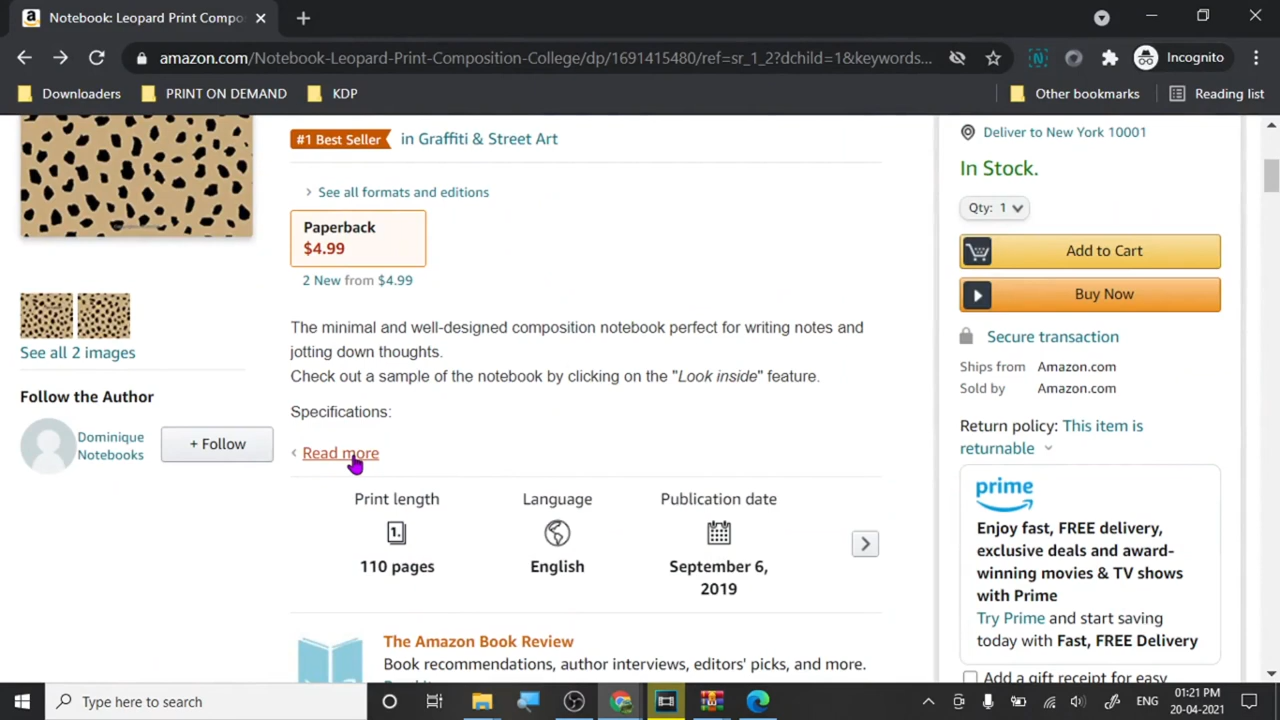 Notebook: Leopard Print Compo
amazon.com/Notebook-Leopard-Print-Composition-College/dp/1691415480/ref=sr_1_2?dchild=1&keywords...
Incognito
Downloaders
PRINT ON DEMAND
KDP
Other bookmarks
Reading list
#1 Best Seller
in Graffiti & Street Art
See all formats and editions
Paperback
$4.99
2 New from $4.99
The minimal and well-designed composition notebook perfect for writing notes and
jotting down thoughts.
Check out a sample of the notebook by clicking on the "Look inside" feature.
Specifications:
Read more
Print length
1.
110 pages
Language
English
Publication date
September 6,
2019
The Amazon Book Review
Book recommendations, author interviews, editors' picks, and more.
See all 2 images
Follow the Author
Dominique
Notebooks
+ Follow
Deliver to New York 10001
In Stock.
Qty: 1
Add to Cart
Buy Now
Secure transaction
Ships from Amazon.com
Sold by Amazon.com
Return policy: This item is
returnable
prime
Enjoy fast, FREE delivery,
exclusive deals and award-
winning movies & TV shows
with Prime
Try Prime and start saving
today with Fast, FREE Delivery
Add a gift receipt for easy
Type here to search
ENG
01:21 PM
20-04-2021